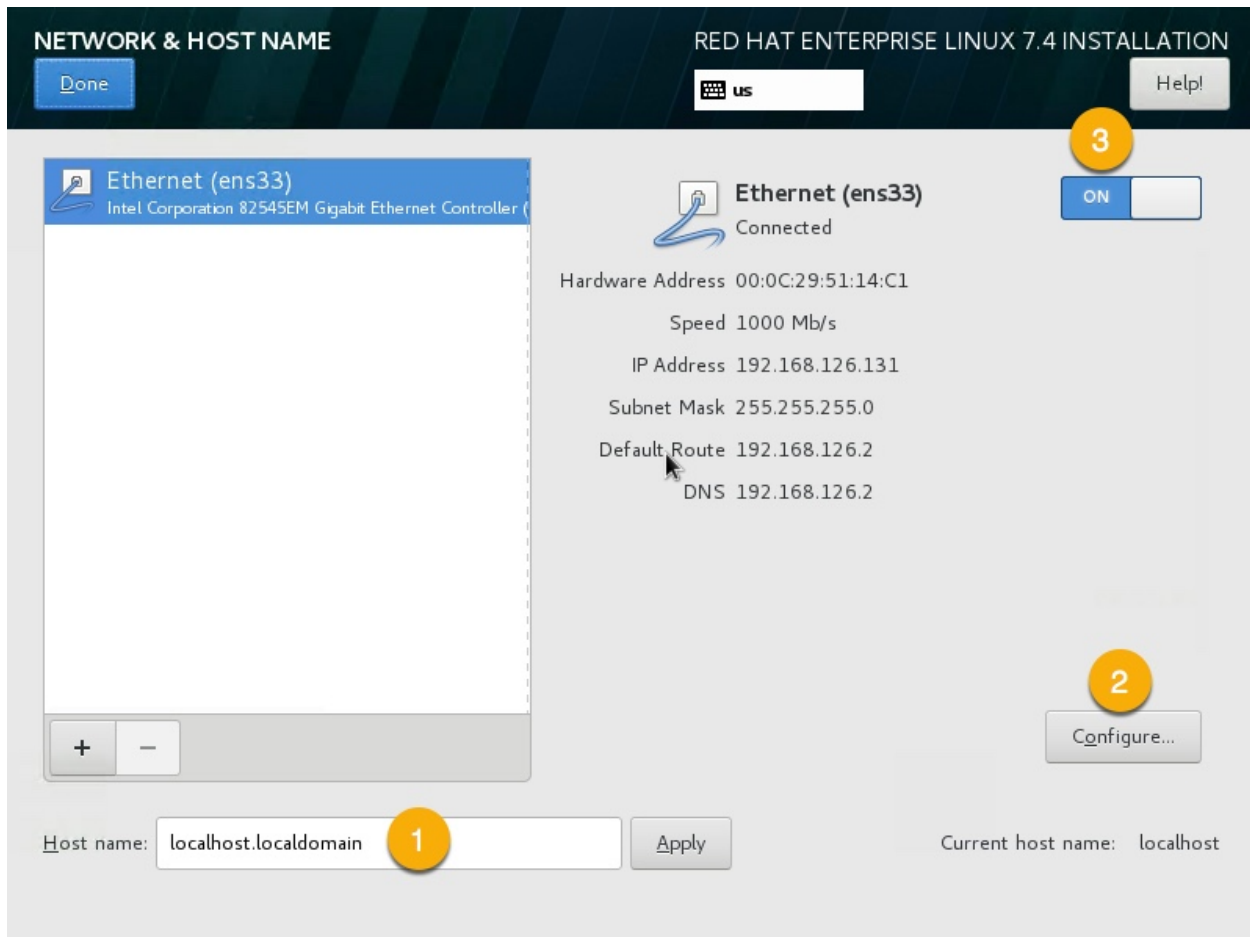 NETWORK & HOST NAME
RED HAT ENTERPRISE LINUX 7.4 INSTALLATION
Done
us
Help!
3
Ethernet (ens33)
Intel Corporation 82545EM Gigabit Ethernet Controller (
Ethernet (ens33)
Connected
ON
Hardware Address 00:0C:29:51:14:C1
Speed 1000 Mb/s
IP Address 192.168.126.131
Subnet Mask 255.255.255.0
Default Route 192.168.126.2
DNS 192.168.126.2
2
+ −
Configure...
Host name: localhost.localdomain 1 Apply
Current host name: localhost